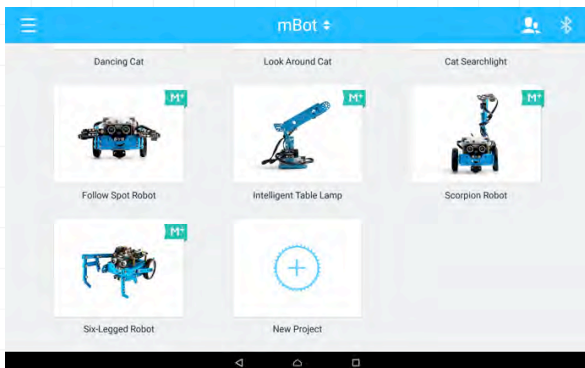 mBot
Dancing Cat
Look Around Cat
Cat Searchlight
M+
M+
M+
Follow Spot Robot
Intelligent Table Lamp
Scorpion Robot
M+
Six-Legged Robot
New Project